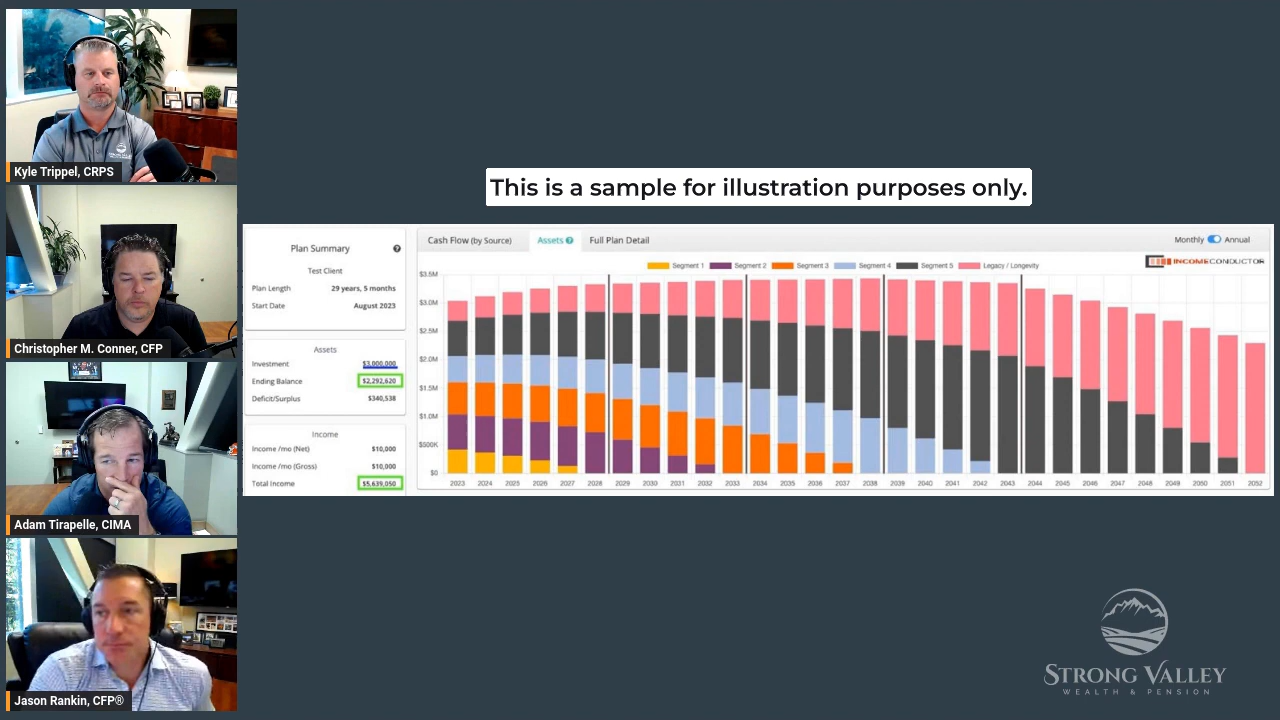 Kyle Trippel, CRPS
Christopher M. Conner, CFP
Adam Tirapelle, CIMA
Jason Rankin, CFP®
This is a sample for illustration purposes only.
Plan Summary
Test Client
Plan Length 29 years, 5 months
Start Date August 2023
Assets
Investment $3,000,000
Ending Balance $2,292,620
Deficit/Surplus $340,538
Income
Income /mo (Net) $10,000
Income /mo (Gross) $10,000
Total Income $5,639,050
Cash Flow (by Source) Assets Full Plan Detail Monthly Annual
Segment 1 Segment 2 Segment 3 Segment 4 Segment 5 Legacy / Longevity
INCOMECONDUCTOR
$3.5M
$3.0M
$2.5M
$2.0M
$1.5M
$1.0M
$500K
$0
2023 2024 2025 2026 2027 2028 2029 2030 2031 2032 2033 2034 2035 2036 2037 2038 2039 2040 2041 2042 2043 2044 2045 2046 2047 2048 2049 2050 2051 2052
STRONG VALLEY
WEALTH & PENSION